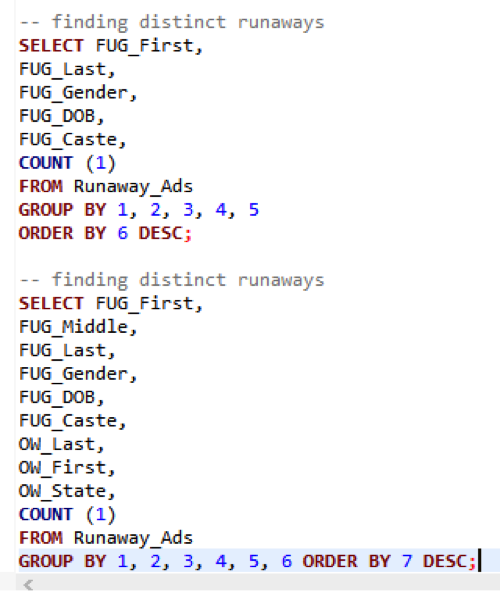 -- finding distinct runaways
SELECT FUG_First,
FUG_Last,
FUG_Gender,
FUG_DOB,
FUG_Caste,
COUNT (1)
FROM Runaway_Ads
GROUP BY 1, 2, 3, 4, 5
ORDER BY 6 DESC;
-- finding distinct runaways
SELECT FUG_First,
FUG_Middle,
FUG_Last,
FUG_Gender,
FUG_DOB,
FUG_Caste,
OW_Last,
OW_First,
OW_State,
COUNT (1)
FROM Runaway_Ads
GROUP BY 1, 2, 3, 4, 5, 6 ORDER BY 7 DESC;